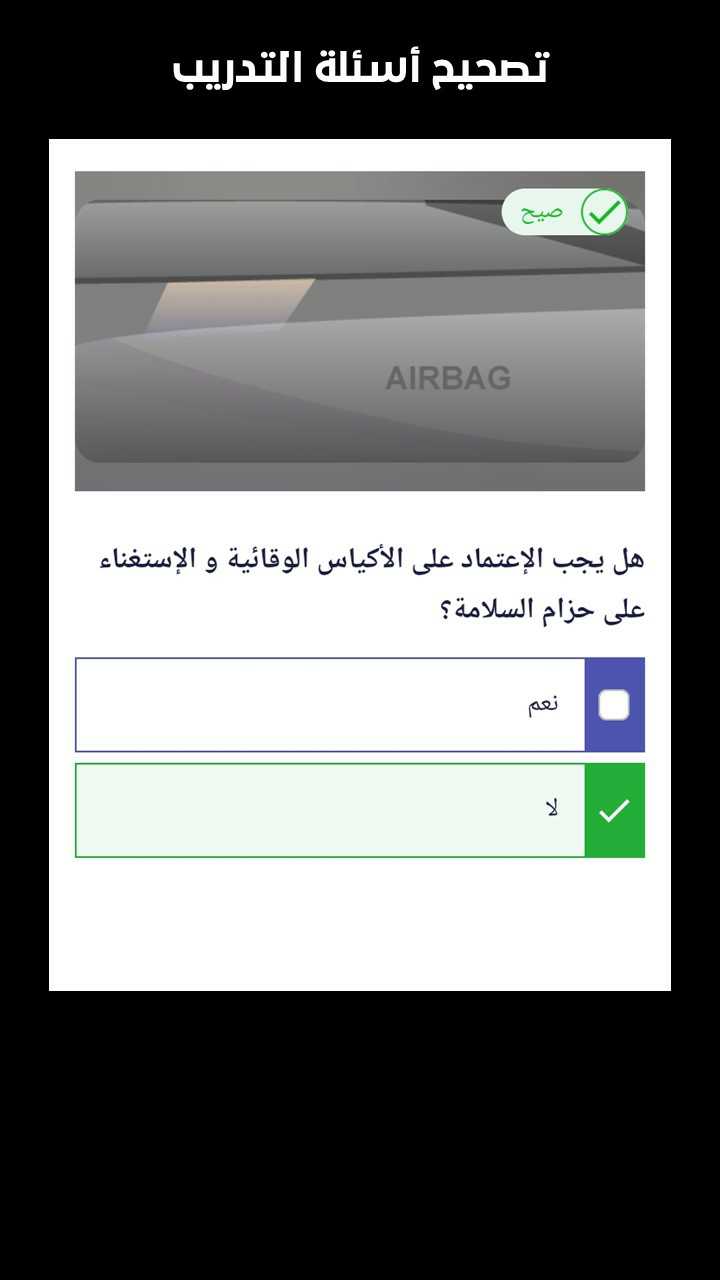 تصحيح أسئلة التدريب
صيح
AIRBAG
هل يجب الإعتماد على الأكياس الوقائية و الإستغناء
على حزام السلامة؟
نعم
لا